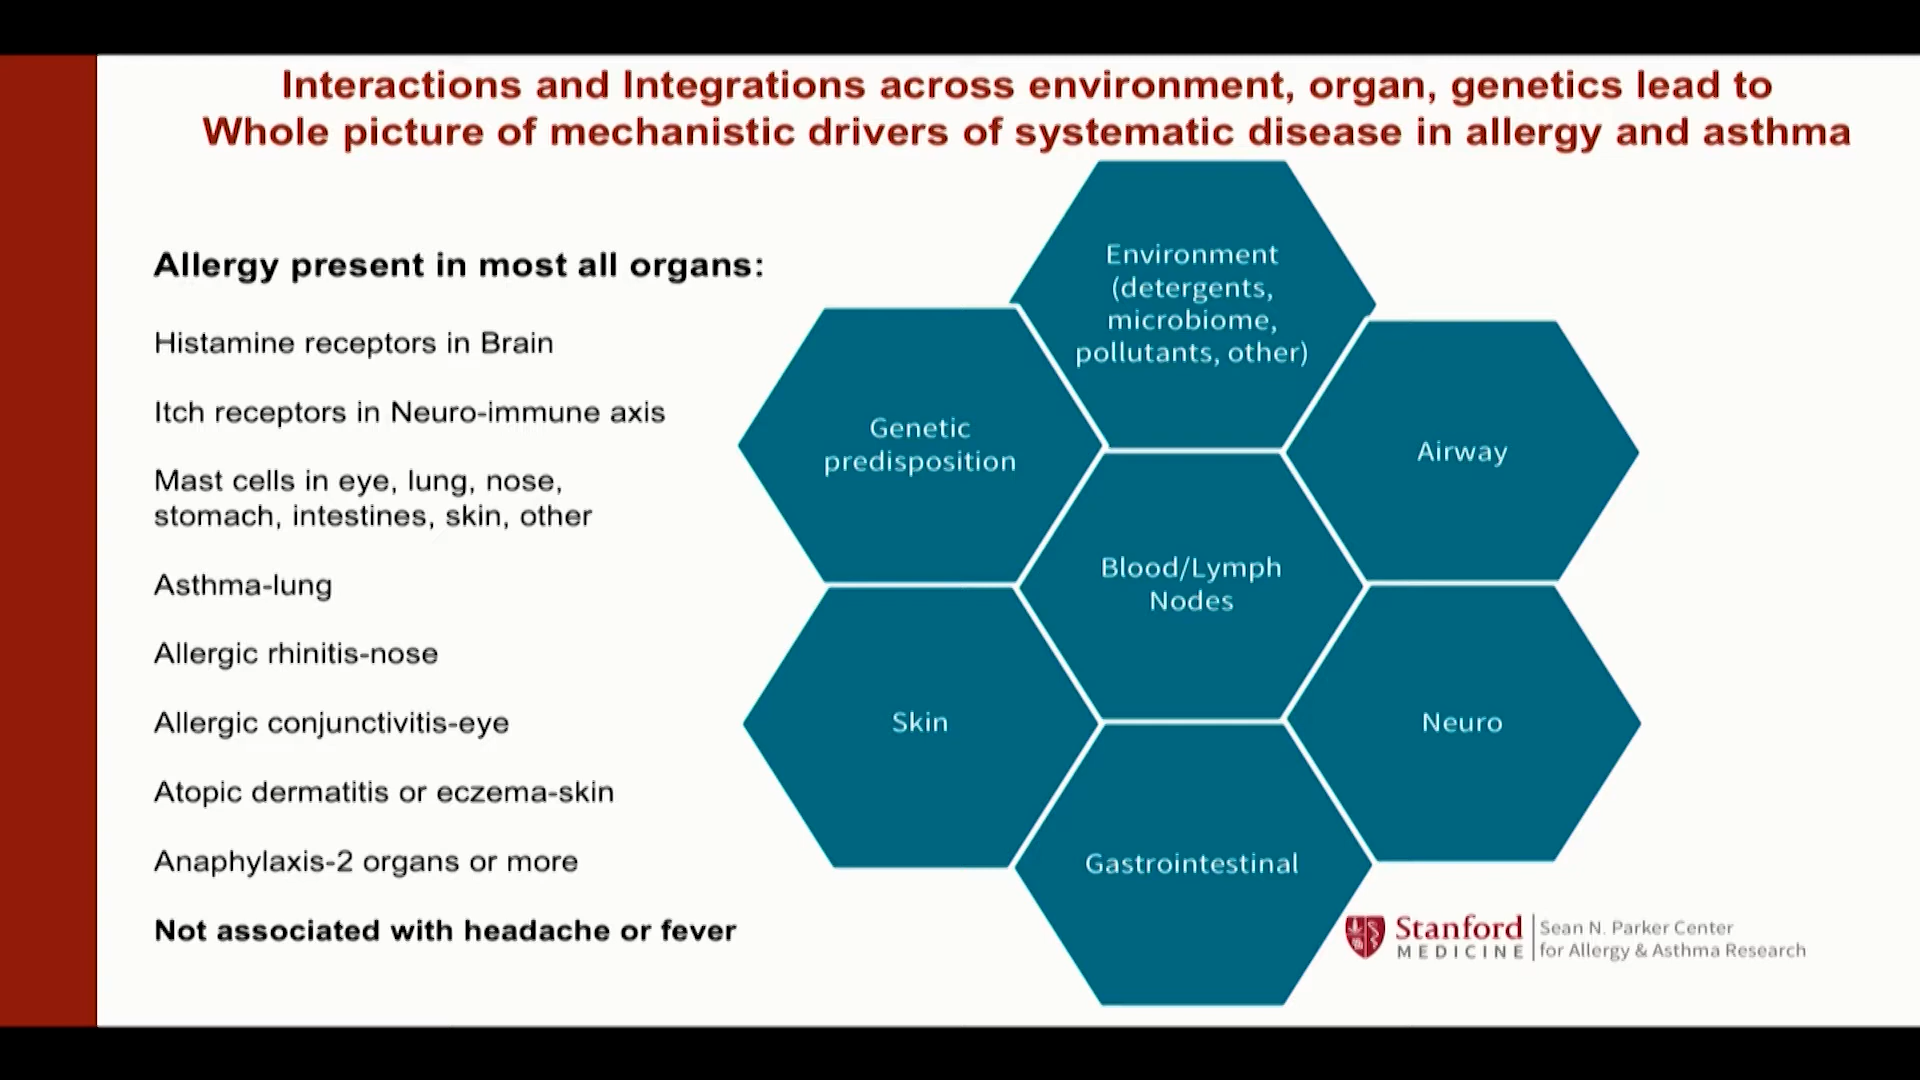 Interactions and Integrations across environment, organ, genetics lead to
Whole picture of mechanistic drivers of systematic disease in allergy and asthma
Allergy present in most all organs:
Histamine receptors in Brain
Itch receptors in Neuro-immune axis
Mast cells in eye, lung, nose,
stomach, intestines, skin, other
Asthma-lung
Allergic rhinitis-nose
Allergic conjunctivitis-eye
Atopic dermatitis or eczema-skin
Anaphylaxis-2 organs or more
Not associated with headache or fever
Environment
(detergents,
microbiome,
pollutants, other)
Genetic
predisposition
Airway
Blood/Lymph
Nodes
Skin
Neuro
Gastrointestinal
Stanford
MEDICINE
Sean N. Parker Center
for Allergy & Asthma Research